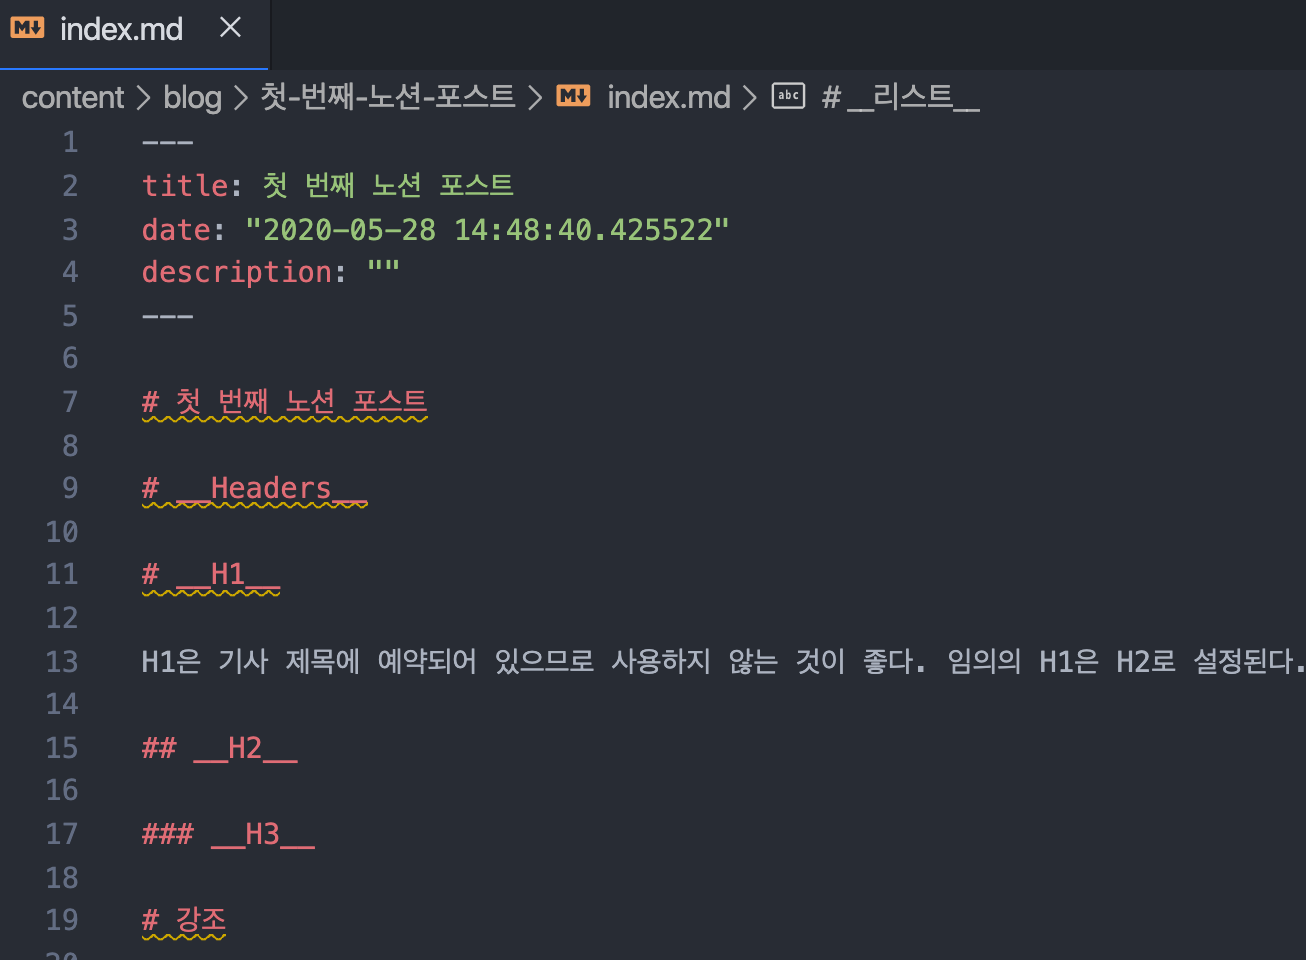 index.md
content > blog > 첫-번째-노션-포스트 > index.md > abc # __리스트__
1 ---
2 title: 첫 번째 노션 포스트
3 date: "2020-05-28 14:48:40.425522"
4 description: ""
5 ---
6
7 # 첫 번째 노션 포스트
8
9 # __Headers__
10
11 # __H1__
12
13 H1은 기사 제목에 예약되어 있으므로 사용하지 않는 것이 좋다. 임의의 H1은 H2로 설정된다.
14
15 ## __H2__
16
17 ### __H3__
18
19 # 강조
20